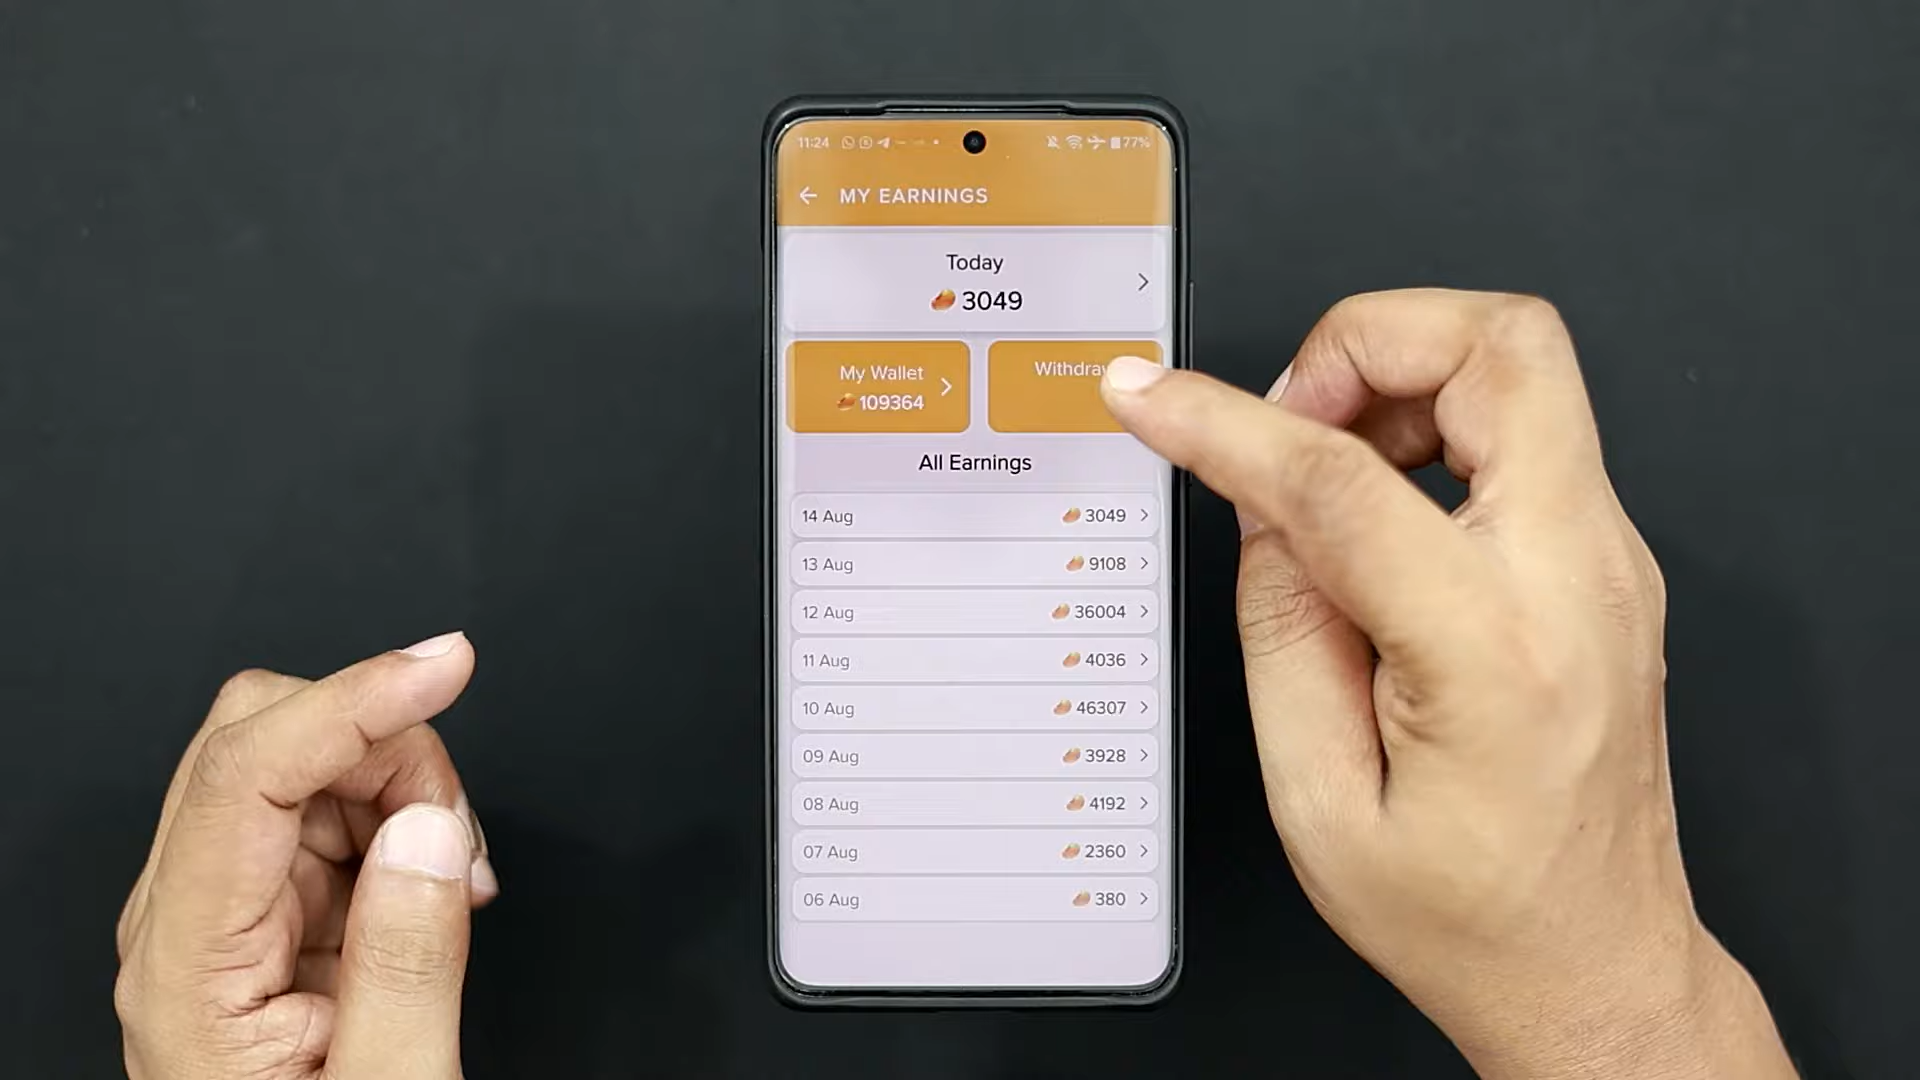 11:24 77%
MY EARNINGS
Today
3049
My Wallet
109364
All Earnings
14 Aug 3049
13 Aug 9108
12 Aug 36004
11 Aug 4036
10 Aug 46307
09 Aug 3928
08 Aug 4192
07 Aug 2360
06 Aug 380